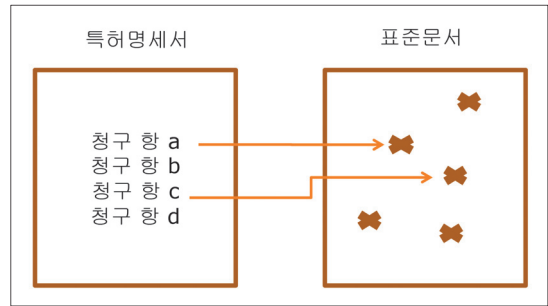 특허명세서
표준문서
청구 항 a
청구 항 b
청구 항 c
청구 항 d